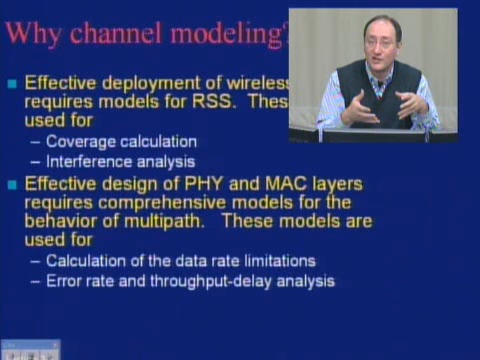 Why channel modeling?
Effective deployment of wireless
requires models for RSS. Thes
used for
– Coverage calculation
– Interference analysis
Effective design of PHY and MAC layers
requires comprehensive models for the
behavior of multipath. These models are
used for
– Calculation of the data rate limitations
– Error rate and throughput-delay analysis